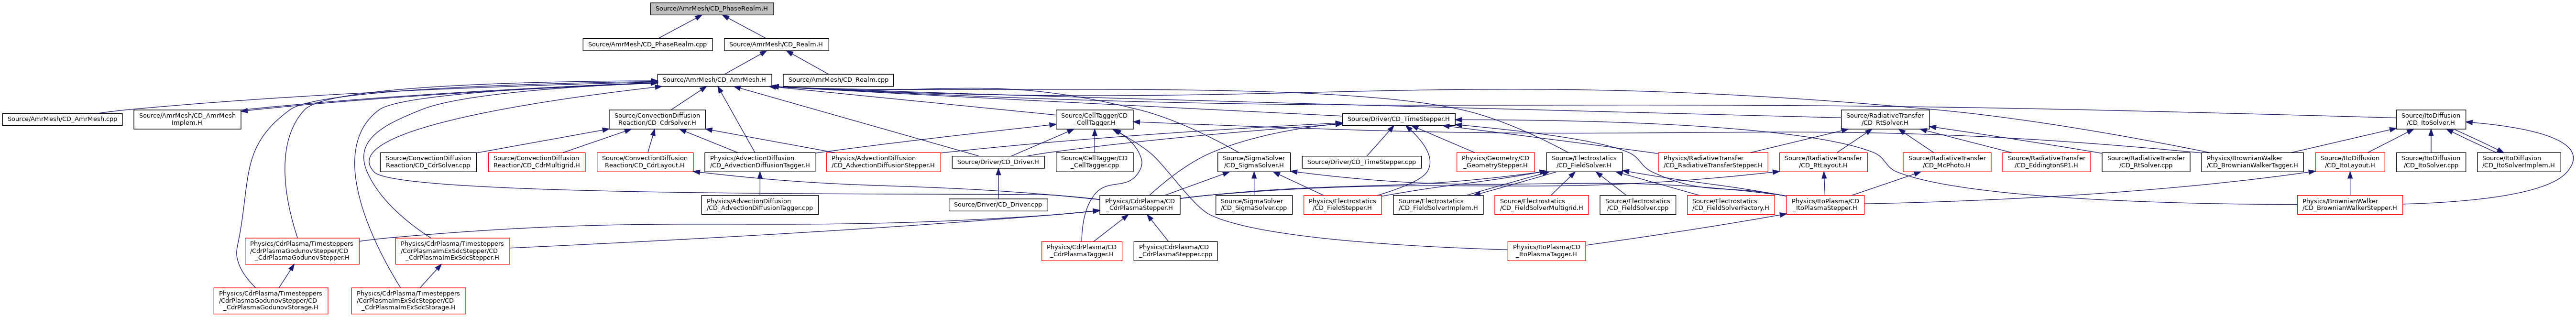 Source/AmrMesh/CD_PhaseRealm.H
Source/AmrMesh/CD_PhaseRealm.cpp
Source/AmrMesh/CD_Realm.H
Source/AmrMesh/CD_AmrMesh.H
Source/AmrMesh/CD_Realm.cpp
Source/AmrMesh/CD_AmrMesh.cpp
Source/AmrMesh/CD_AmrMesh
Implem.H
Source/ConvectionDiffusion
Reaction/CD_CdrSolver.H
Source/CellTagger/CD
_CellTagger.H
Source/Driver/CD_TimeStepper.H
Source/RadiativeTransfer
/CD_RtSolver.H
Source/ItoDiffusion
/CD_ItoSolver.H
Source/ConvectionDiffusion
Reaction/CD_CdrSolver.cpp
Source/ConvectionDiffusion
Reaction/CD_CdrMultigrid.H
Source/ConvectionDiffusion
Reaction/CD_CdrLayout.H
Physics/AdvectionDiffusion
/CD_AdvectionDiffusionTagger.H
Physics/AdvectionDiffusion
/CD_AdvectionDiffusionStepper.H
Source/Driver/CD_Driver.H
Source/CellTagger/CD
_CellTagger.cpp
Source/SigmaSolver
/CD_SigmaSolver.H
Source/Driver/CD_TimeStepper.cpp
Physics/Geometry/CD
_GeometryStepper.H
Source/Electrostatics
/CD_FieldSolver.H
Physics/RadiativeTransfer
/CD_RadiativeTransferStepper.H
Source/RadiativeTransfer
/CD_RtLayout.H
Source/RadiativeTransfer
/CD_McPhoto.H
Source/RadiativeTransfer
/CD_EddingtonSP1.H
Source/RadiativeTransfer
/CD_RtSolver.cpp
Physics/BrownianWalker
/CD_BrownianWalkerTagger.H
Source/ItoDiffusion
/CD_ItoLayout.H
Source/ItoDiffusion
/CD_ItoSolver.cpp
Source/ItoDiffusion
/CD_ItoSolverImplem.H
Physics/AdvectionDiffusion
/CD_AdvectionDiffusionTagger.cpp
Source/Driver/CD_Driver.cpp
Physics/CdrPlasma/CD
_CdrPlasmaStepper.H
Source/SigmaSolver
/CD_SigmaSolver.cpp
Physics/Electrostatics
/CD_FieldStepper.H
Source/Electrostatics
/CD_FieldSolverImplem.H
Source/Electrostatics
/CD_FieldSolverMultigrid.H
Source/Electrostatics
/CD_FieldSolver.cpp
Source/Electrostatics
/CD_FieldSolverFactory.H
Physics/ItoPlasma/CD
_ItoPlasmaStepper.H
Physics/BrownianWalker
/CD_BrownianWalkerStepper.H
Physics/CdrPlasma/Timesteppers
/CdrPlasmaGodunovStepper/CD
_CdrPlasmaGodunovStepper.H
Physics/CdrPlasma/Timesteppers
/CdrPlasmaImExSdcStepper/CD
_CdrPlasmaImExSdcStepper.H
Physics/CdrPlasma/CD
_CdrPlasmaTagger.H
Physics/CdrPlasma/CD
_CdrPlasmaStepper.cpp
Physics/ItoPlasma/CD
_ItoPlasmaTagger.H
Physics/CdrPlasma/Timesteppers
/CdrPlasmaGodunovStepper/CD
_CdrPlasmaGodunovStorage.H
Physics/CdrPlasma/Timesteppers
/CdrPlasmaImExSdcStepper/CD
_CdrPlasmaImExSdcStorage.H